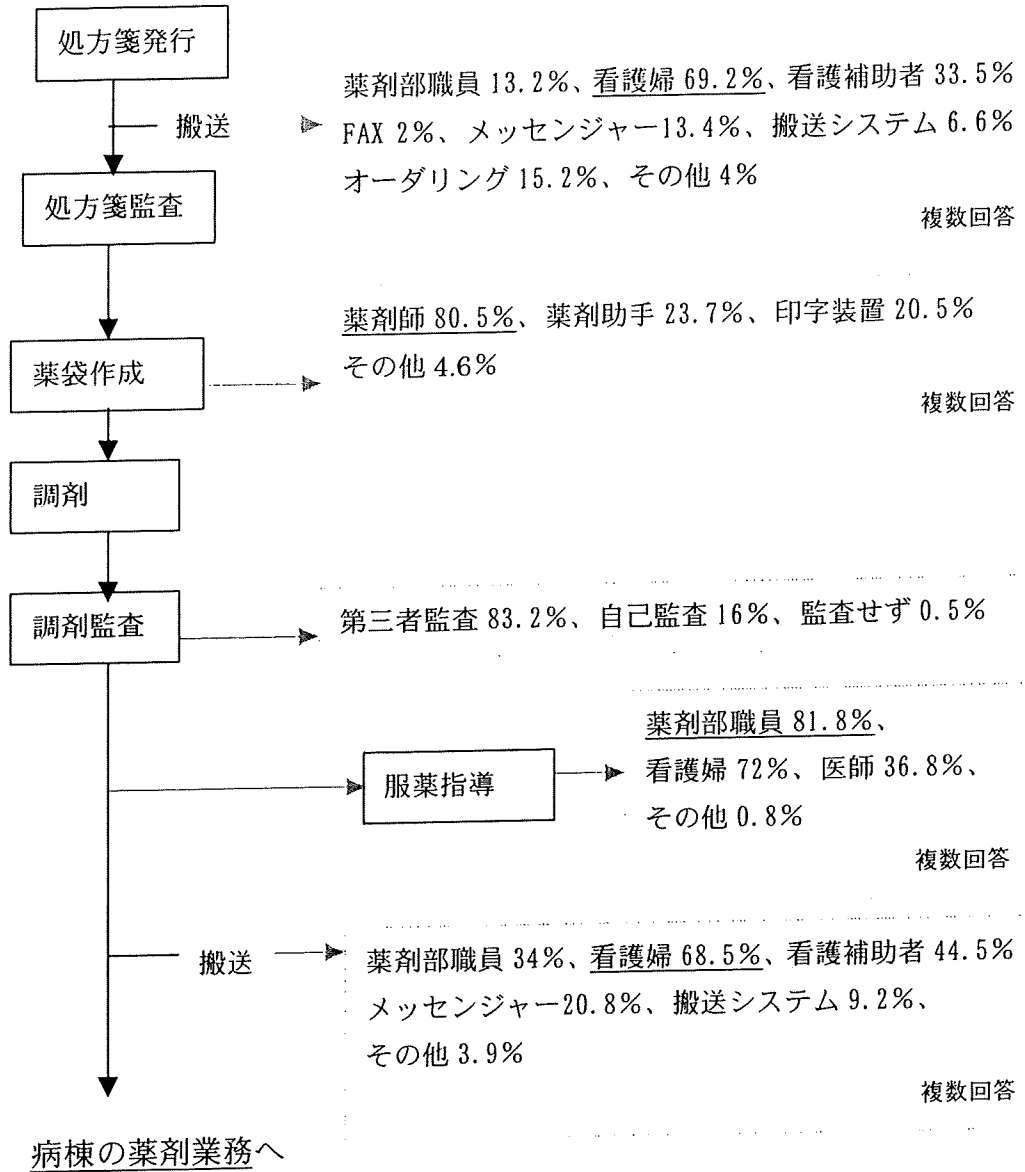 処方箋発行
搬送
薬剤部職員 13.2%、看護婦 69.2%、看護補助者 33.5%
FAX 2%、メッセンジャー13.4%、搬送システム 6.6%
オーダリング 15.2%、その他 4%
複数回答
処方箋監査
薬剤師 80.5%、薬剤助手 23.7%、印字装置 20.5%
その他 4.6%
複数回答
薬袋作成
調剤
調剤監査
第三者監査 83.2%、自己監査 16%、監査せず 0.5%
服薬指導
薬剤部職員 81.8%、
看護婦 72%、医師 36.8%、
その他 0.8%
複数回答
搬送
薬剤部職員 34%、看護婦 68.5%、看護補助者 44.5%
メッセンジャー20.8%、搬送システム 9.2%、
その他 3.9%
複数回答
病棟の薬剤業務へ